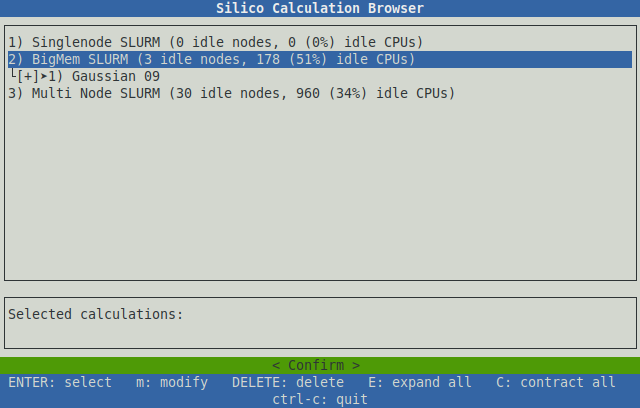 Silico Calculation Browser
1) Singlenode SLURM (0 idle nodes, 0 (0%) idle CPUs)
2) BigMem SLURM (3 idle nodes, 178 (51%) idle CPUs)
└[+]➤1) Gaussian 09
3) Multi Node SLURM (30 idle nodes, 960 (34%) idle CPUs)
Selected calculations:
< Confirm >
ENTER: select   m: modify   DELETE: delete   E: expand all   C: contract all
ctrl-c: quit